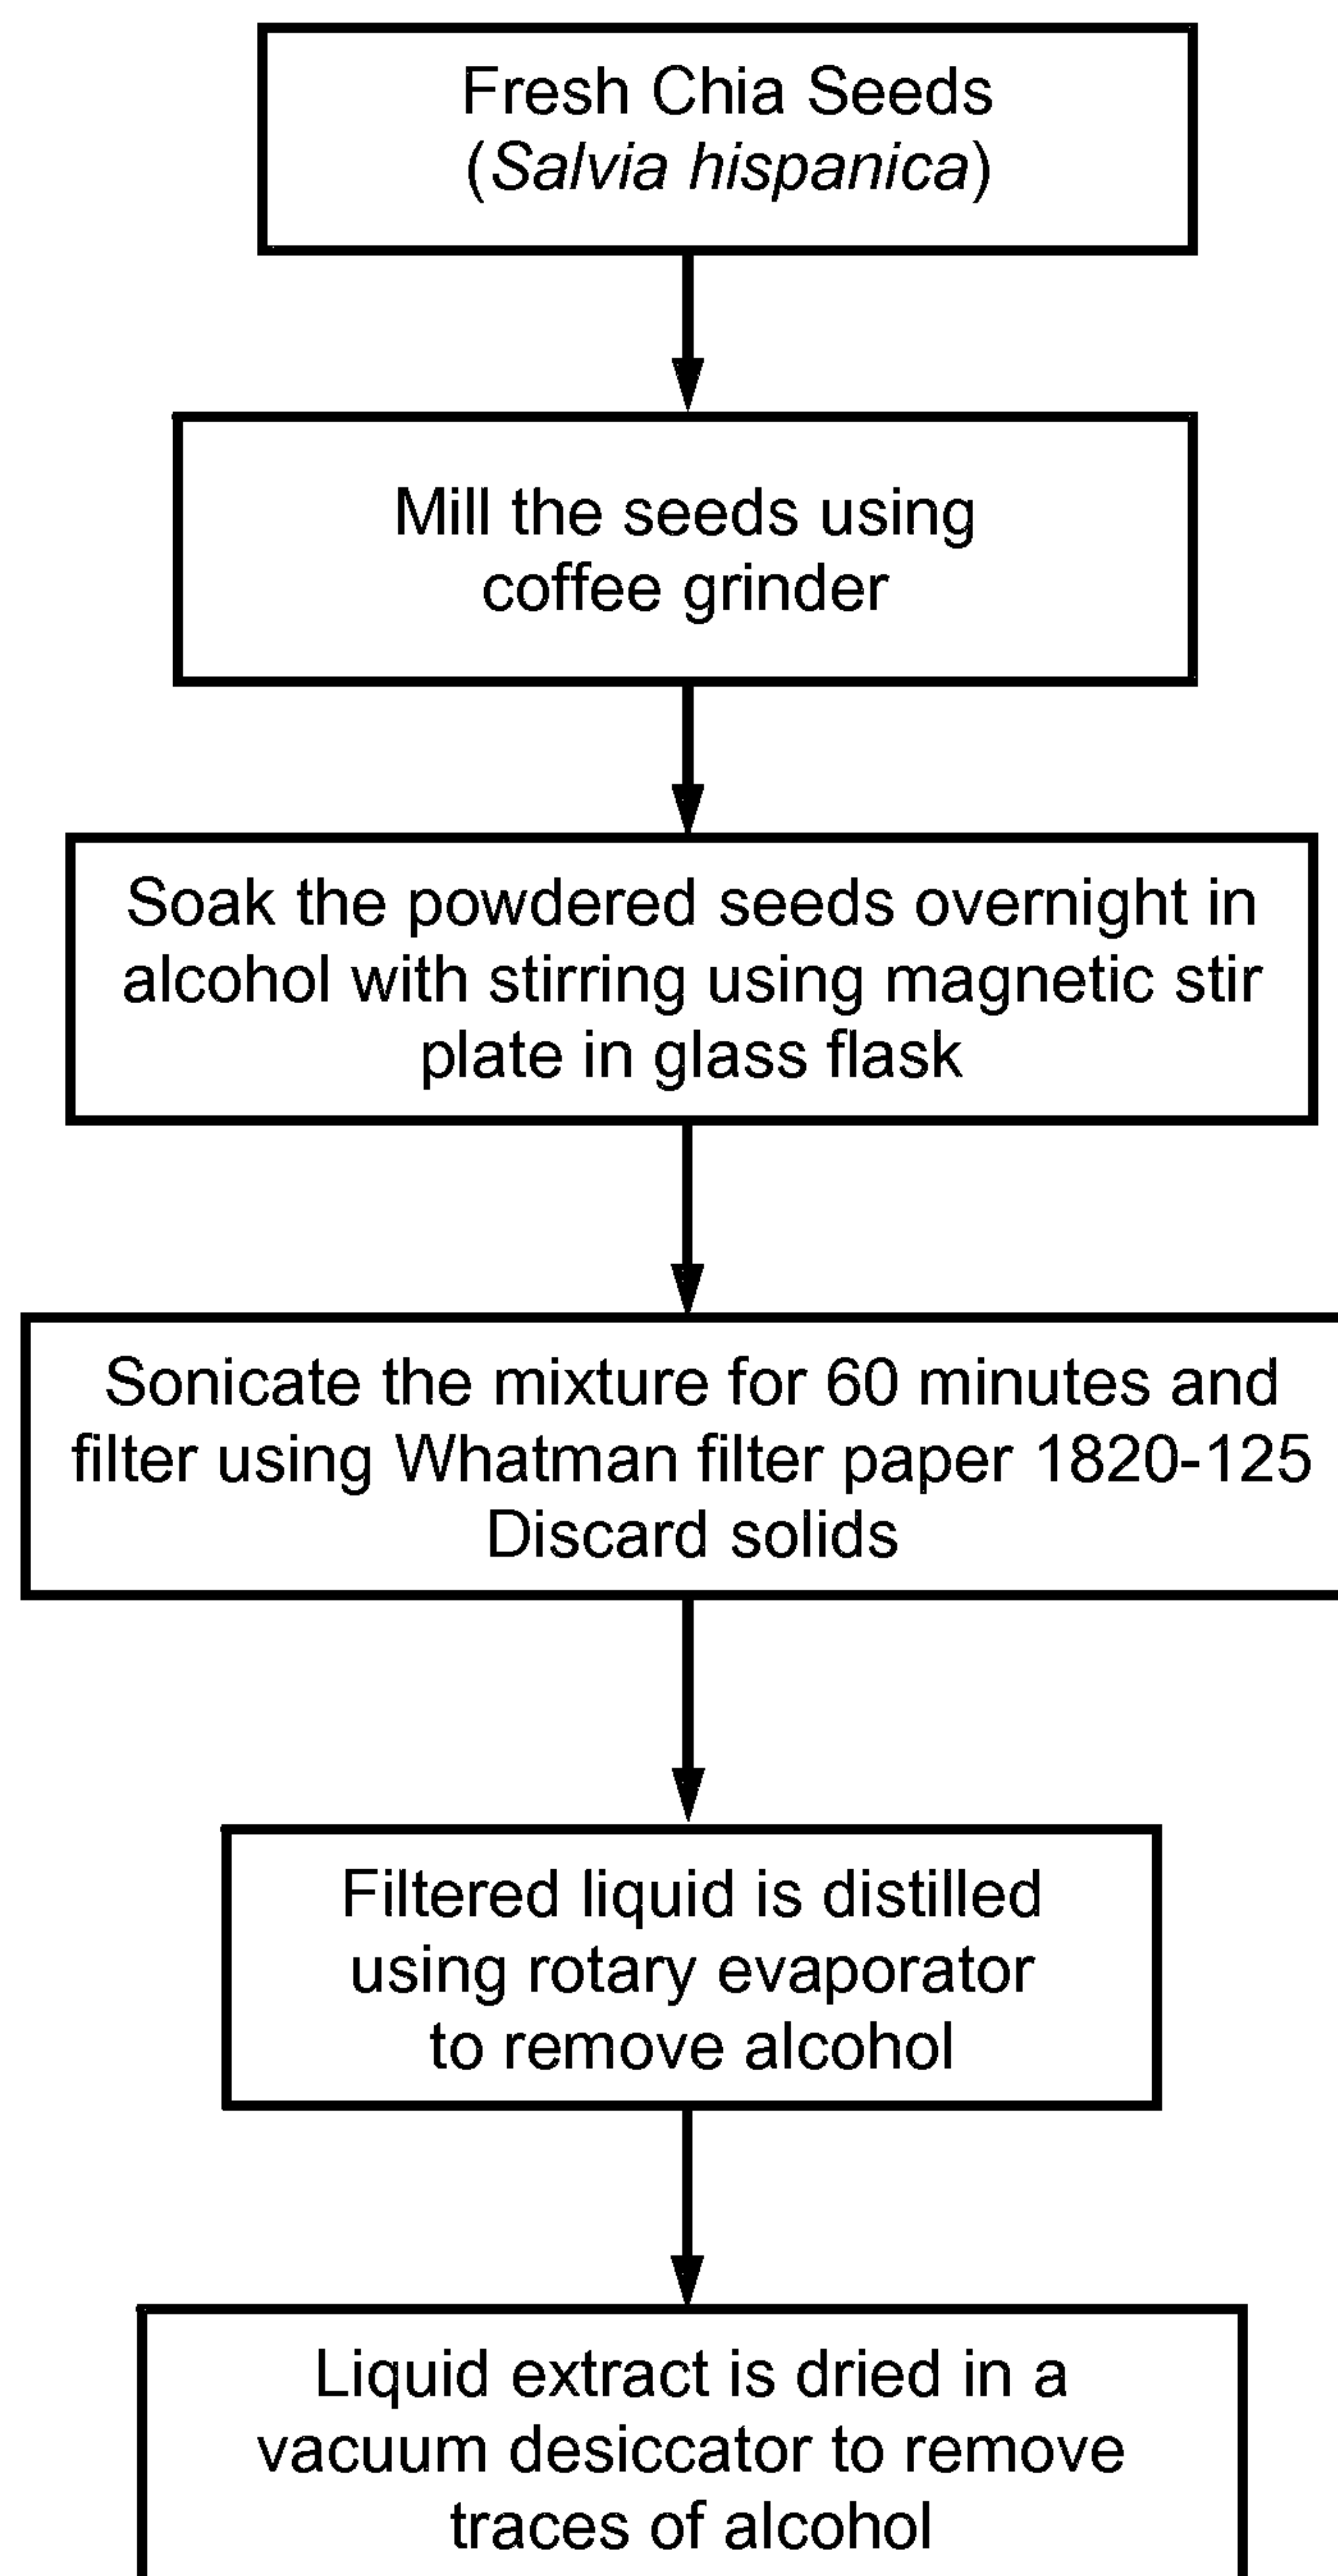 Fresh Chia Seeds
(Salvia hispanica)
Mill the seeds using
coffee grinder
Soak the powdered seeds overnight in
alcohol with stirring using magnetic stir
plate in glass flask
Sonicate the mixture for 60 minutes and
filter using Whatman filter paper 1820-125
Discard solids
Filtered liquid is distilled
using rotary evaporator
to remove alcohol
Liquid extract is dried in a
vacuum desiccator to remove
traces of alcohol